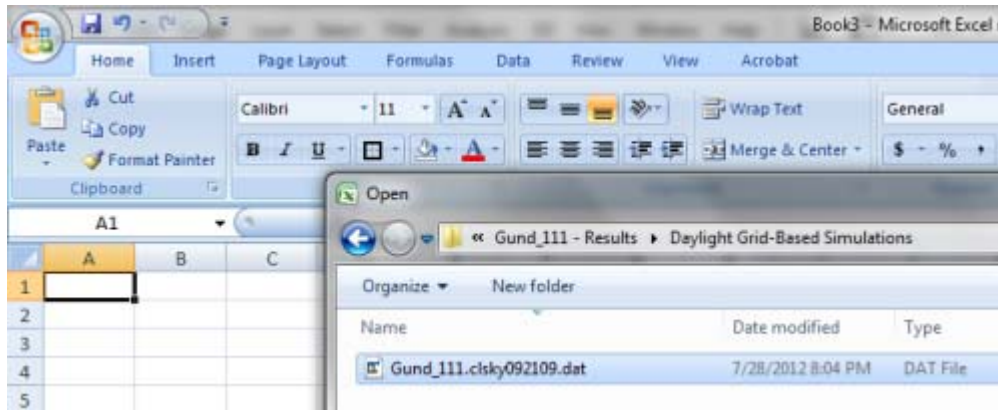 Book3 - Microsoft Excel
Home Insert Page Layout Formulas Data Review View Acrobat
Cut
Copy
Format Painter
Paste
Calibri 11 A A
Wrap Text
General
B I U A
Merge & Center
$ % ,
Clipboard
Open
A1
« Gund_111 - Results Daylight Grid-Based Simulations
A B C
Organize New folder
1
2
3
4
5
Name Date modified Type
Gund_111.clsky092109.dat 7/28/2012 8:04 PM DAT File